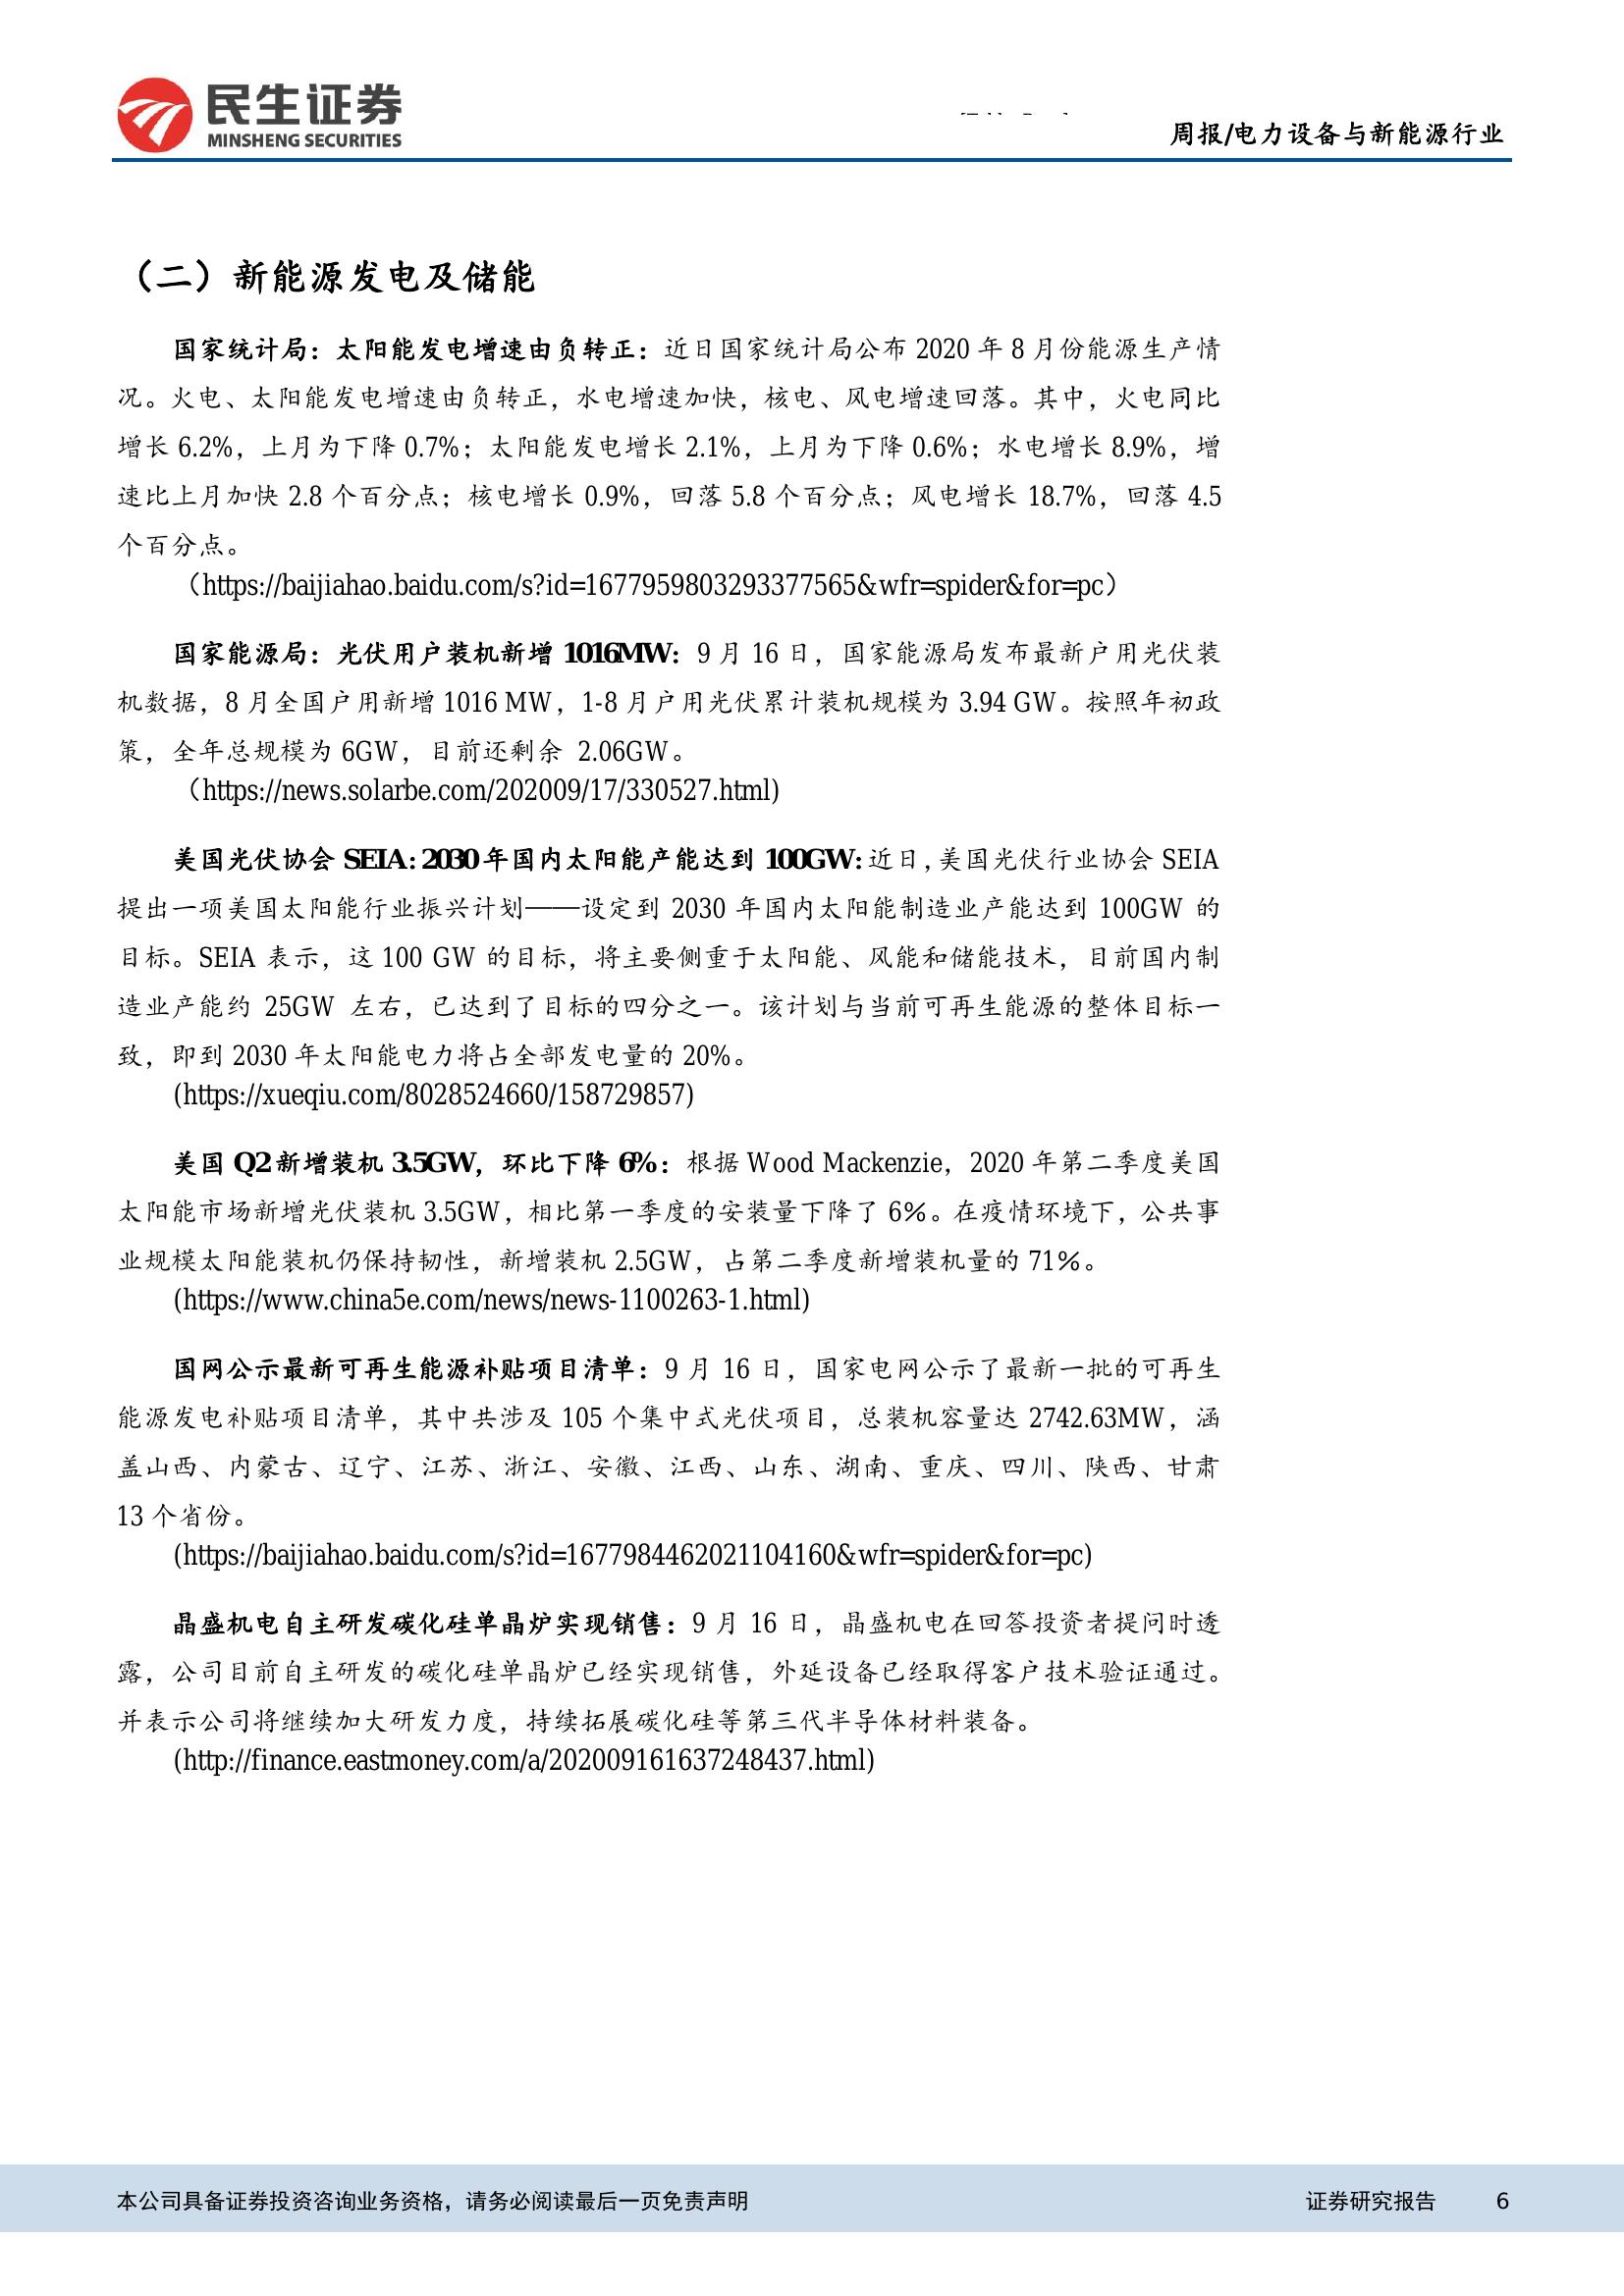 民生证券
MINSHENG SECURITIES
周报/电力设备与新能源行业
（二）新能源发电及储能
国家统计局：太阳能发电增速由负转正：近日国家统计局公布 2020 年 8 月份能源生产情
况。火电、太阳能发电增速由负转正，水电增速加快，核电、风电增速回落。其中，火电同比
增长 6.2%，上月为下降 0.7%；太阳能发电增长 2.1%，上月为下降 0.6%；水电增长 8.9%，增
速比上月加快 2.8 个百分点；核电增长 0.9%，回落 5.8 个百分点；风电增长 18.7%，回落 4.5
个百分点。
（https://baijiahao.baidu.com/s?id=1677959803293377565&wfr=spider&for=pc）
国家能源局：光伏用户装机新增 1016MW：9 月 16 日，国家能源局发布最新户用光伏装
机数据，8 月全国户用新增 1016 MW，1-8 月户用光伏累计装机规模为 3.94 GW。按照年初政
策，全年总规模为 6GW，目前还剩余 2.06GW。
（https://news.solarbe.com/202009/17/330527.html)
美国光伏协会 SEIA：2030 年国内太阳能产能达到 100GW：近日，美国光伏行业协会 SEIA
提出一项美国太阳能行业振兴计划——设定到 2030 年国内太阳能制造业产能达到 100GW 的
目标。SEIA 表示，这 100 GW 的目标，将主要侧重于太阳能、风能和储能技术，目前国内制
造业产能约 25GW 左右，已达到了目标的四分之一。该计划与当前可再生能源的整体目标一
致，即到 2030 年太阳能电力将占全部发电量的 20%。
(https://xueqiu.com/8028524660/158729857)
美国 Q2 新增装机 3.5GW，环比下降 6%：根据 Wood Mackenzie，2020 年第二季度美国
太阳能市场新增光伏装机 3.5GW，相比第一季度的安装量下降了 6%。在疫情环境下，公共事
业规模太阳能装机仍保持韧性，新增装机 2.5GW，占第二季度新增装机量的 71%。
(https://www.china5e.com/news/news-1100263-1.html)
国网公示最新可再生能源补贴项目清单：9 月 16 日，国家电网公示了最新一批的可再生
能源发电补贴项目清单，其中共涉及 105 个集中式光伏项目，总装机容量达 2742.63MW，涵
盖山西、内蒙古、辽宁、江苏、浙江、安徽、江西、山东、湖南、重庆、四川、陕西、甘肃
13 个省份。
(https://baijiahao.baidu.com/s?id=1677984462021104160&wfr=spider&for=pc)
晶盛机电自主研发碳化硅单晶炉实现销售：9 月 16 日，晶盛机电在回答投资者提问时透
露，公司目前自主研发的碳化硅单晶炉已经实现销售，外延设备已经取得客户技术验证通过。
并表示公司将继续加大研发力度，持续拓展碳化硅等第三代半导体材料装备。
(http://finance.eastmoney.com/a/202009161637248437.html)
本公司具备证券投资咨询业务资格，请务必阅读最后一页免责声明 证券研究报告 6